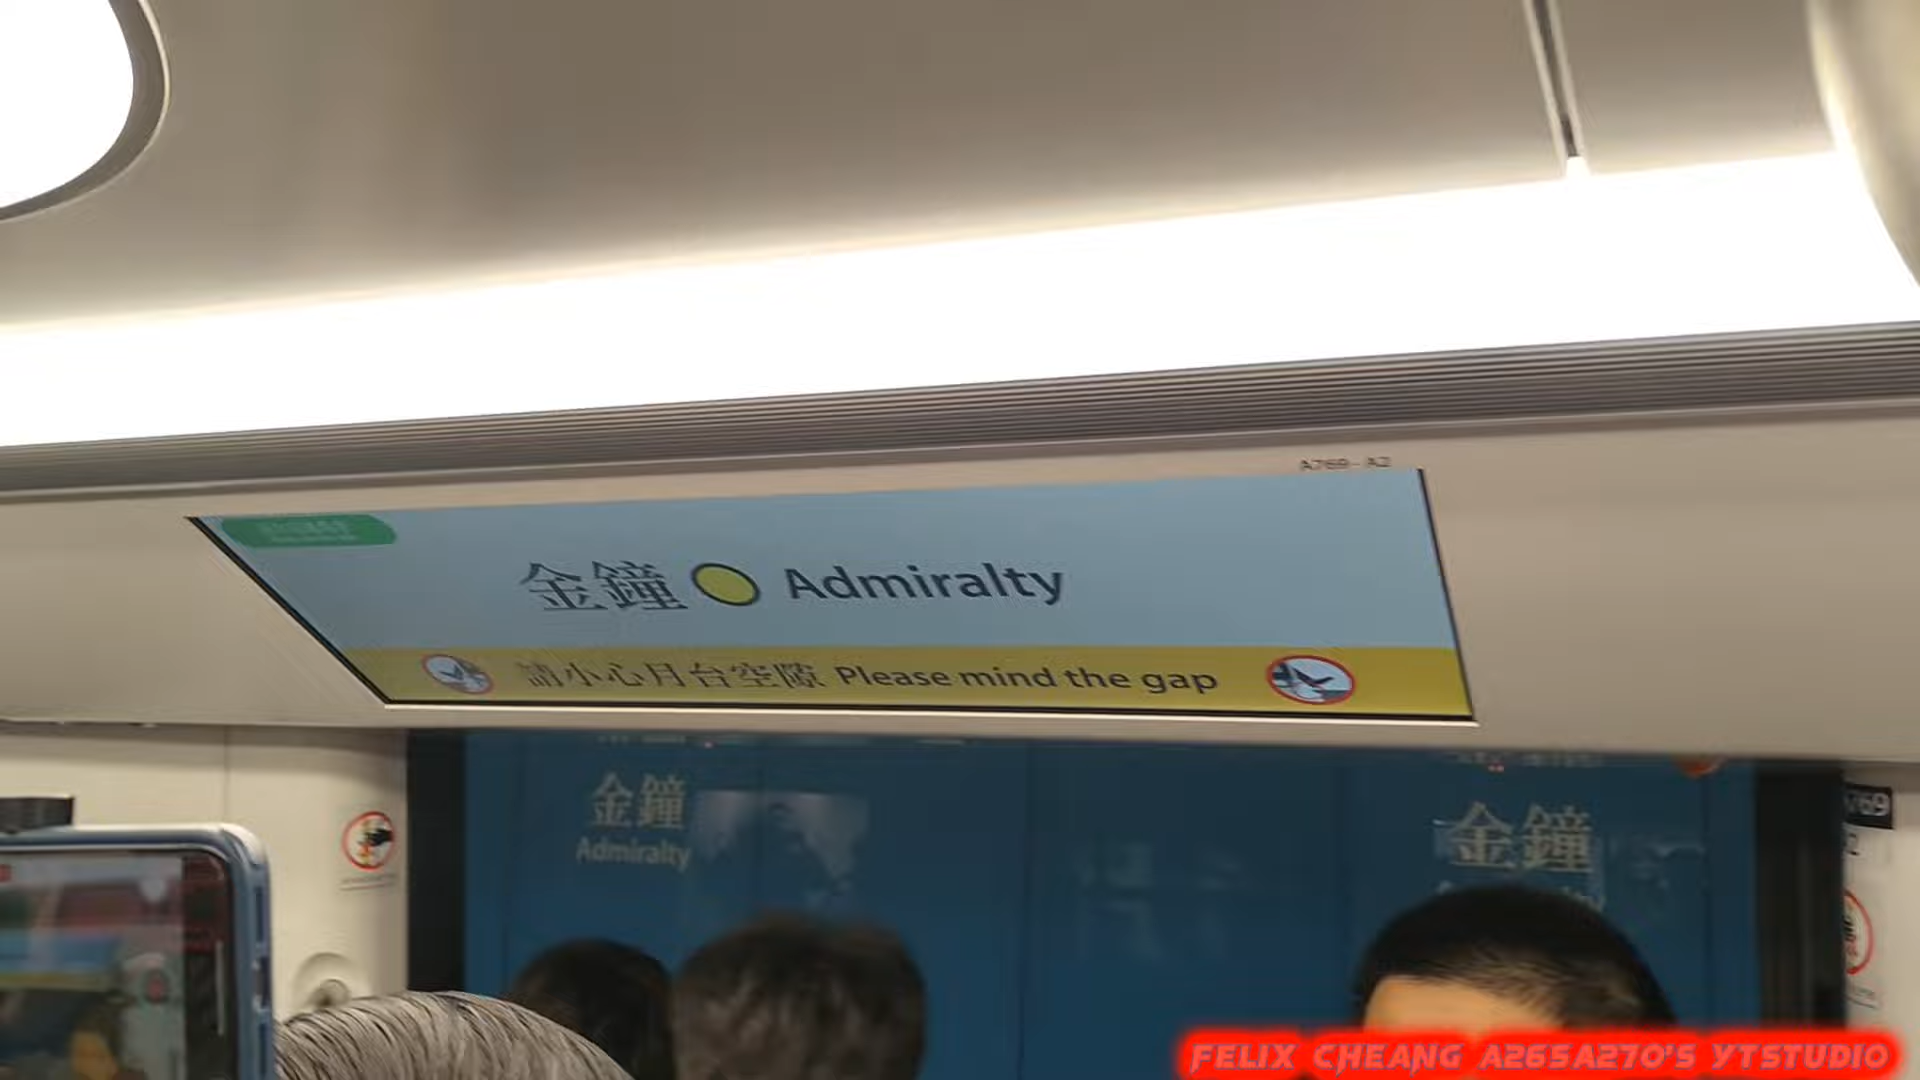 A769 - A2
金鐘 Admiralty
請小心月台空隙 Please mind the gap
金鐘
Admiralty
金鐘
769
FELIX CHEANG A265A270'S YTSTUDIO